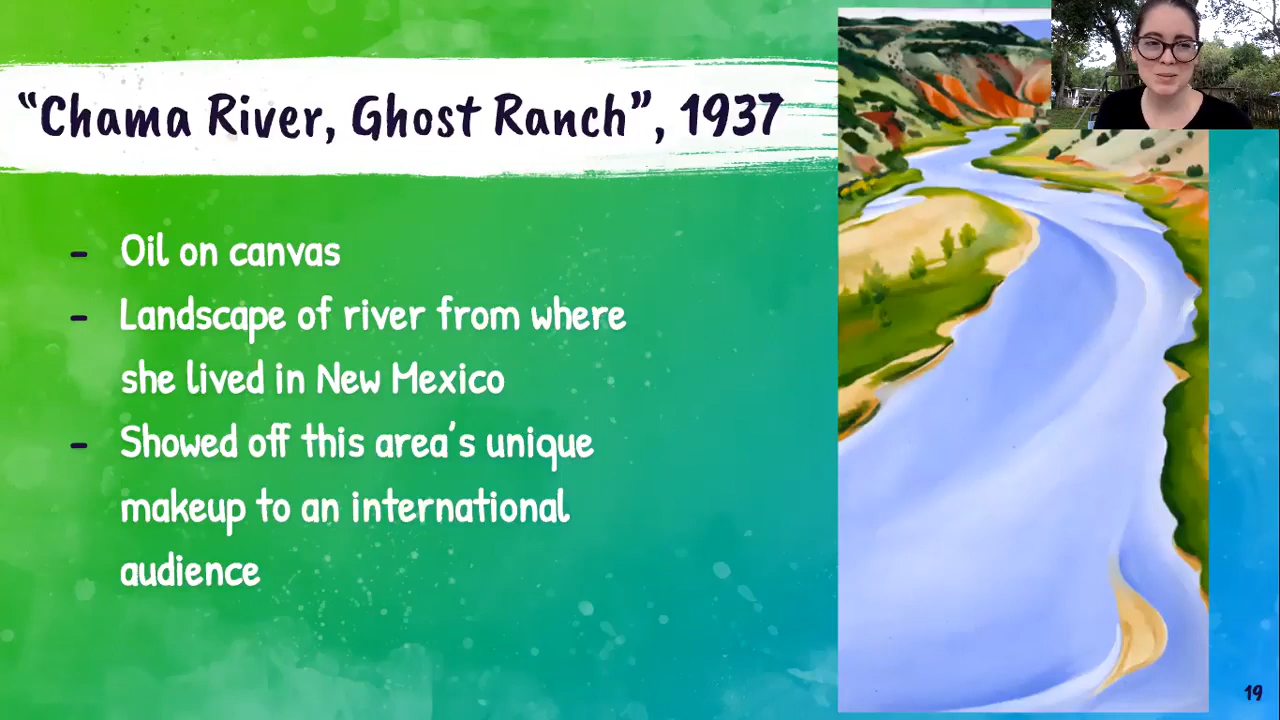 “Chama River, Ghost Ranch”, 1937
- Oil on canvas
- Landscape of river from where
she lived in New Mexico
- Showed off this area’s unique
makeup to an international
audience
19